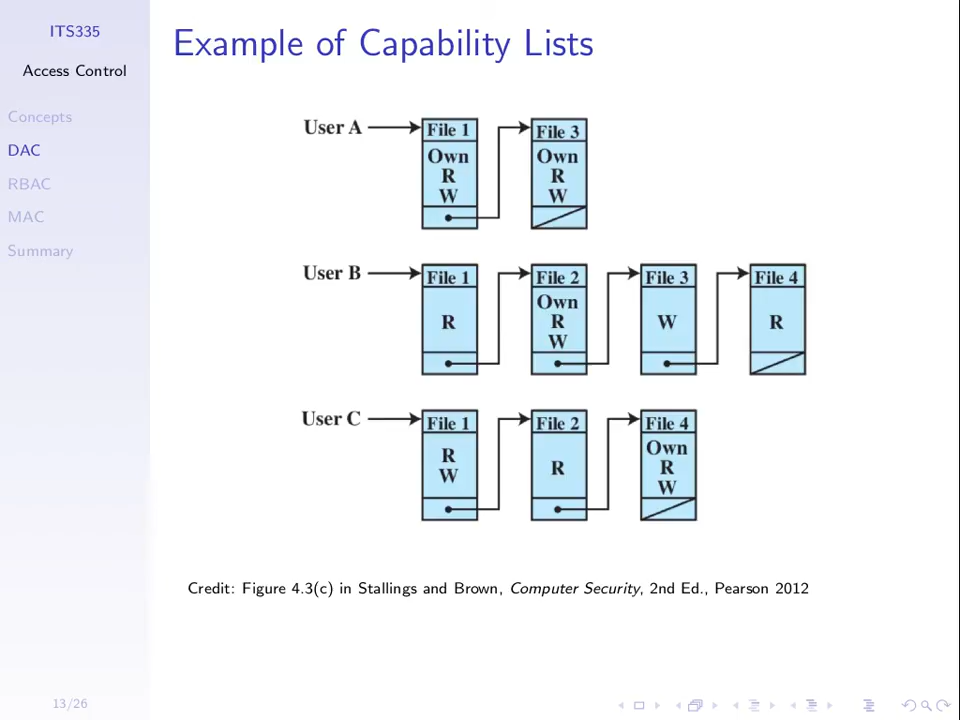 ITS335
Access Control
Concepts
DAC
RBAC
MAC
Summary
Example of Capability Lists
User A
File 1
Own
R
W
File 3
Own
R
W
User B
File 1
R
File 2
Own
R
W
File 3
W
File 4
R
User C
File 1
R
W
File 2
R
File 4
Own
R
W
Credit: Figure 4.3(c) in Stallings and Brown, Computer Security, 2nd Ed., Pearson 2012
13/26